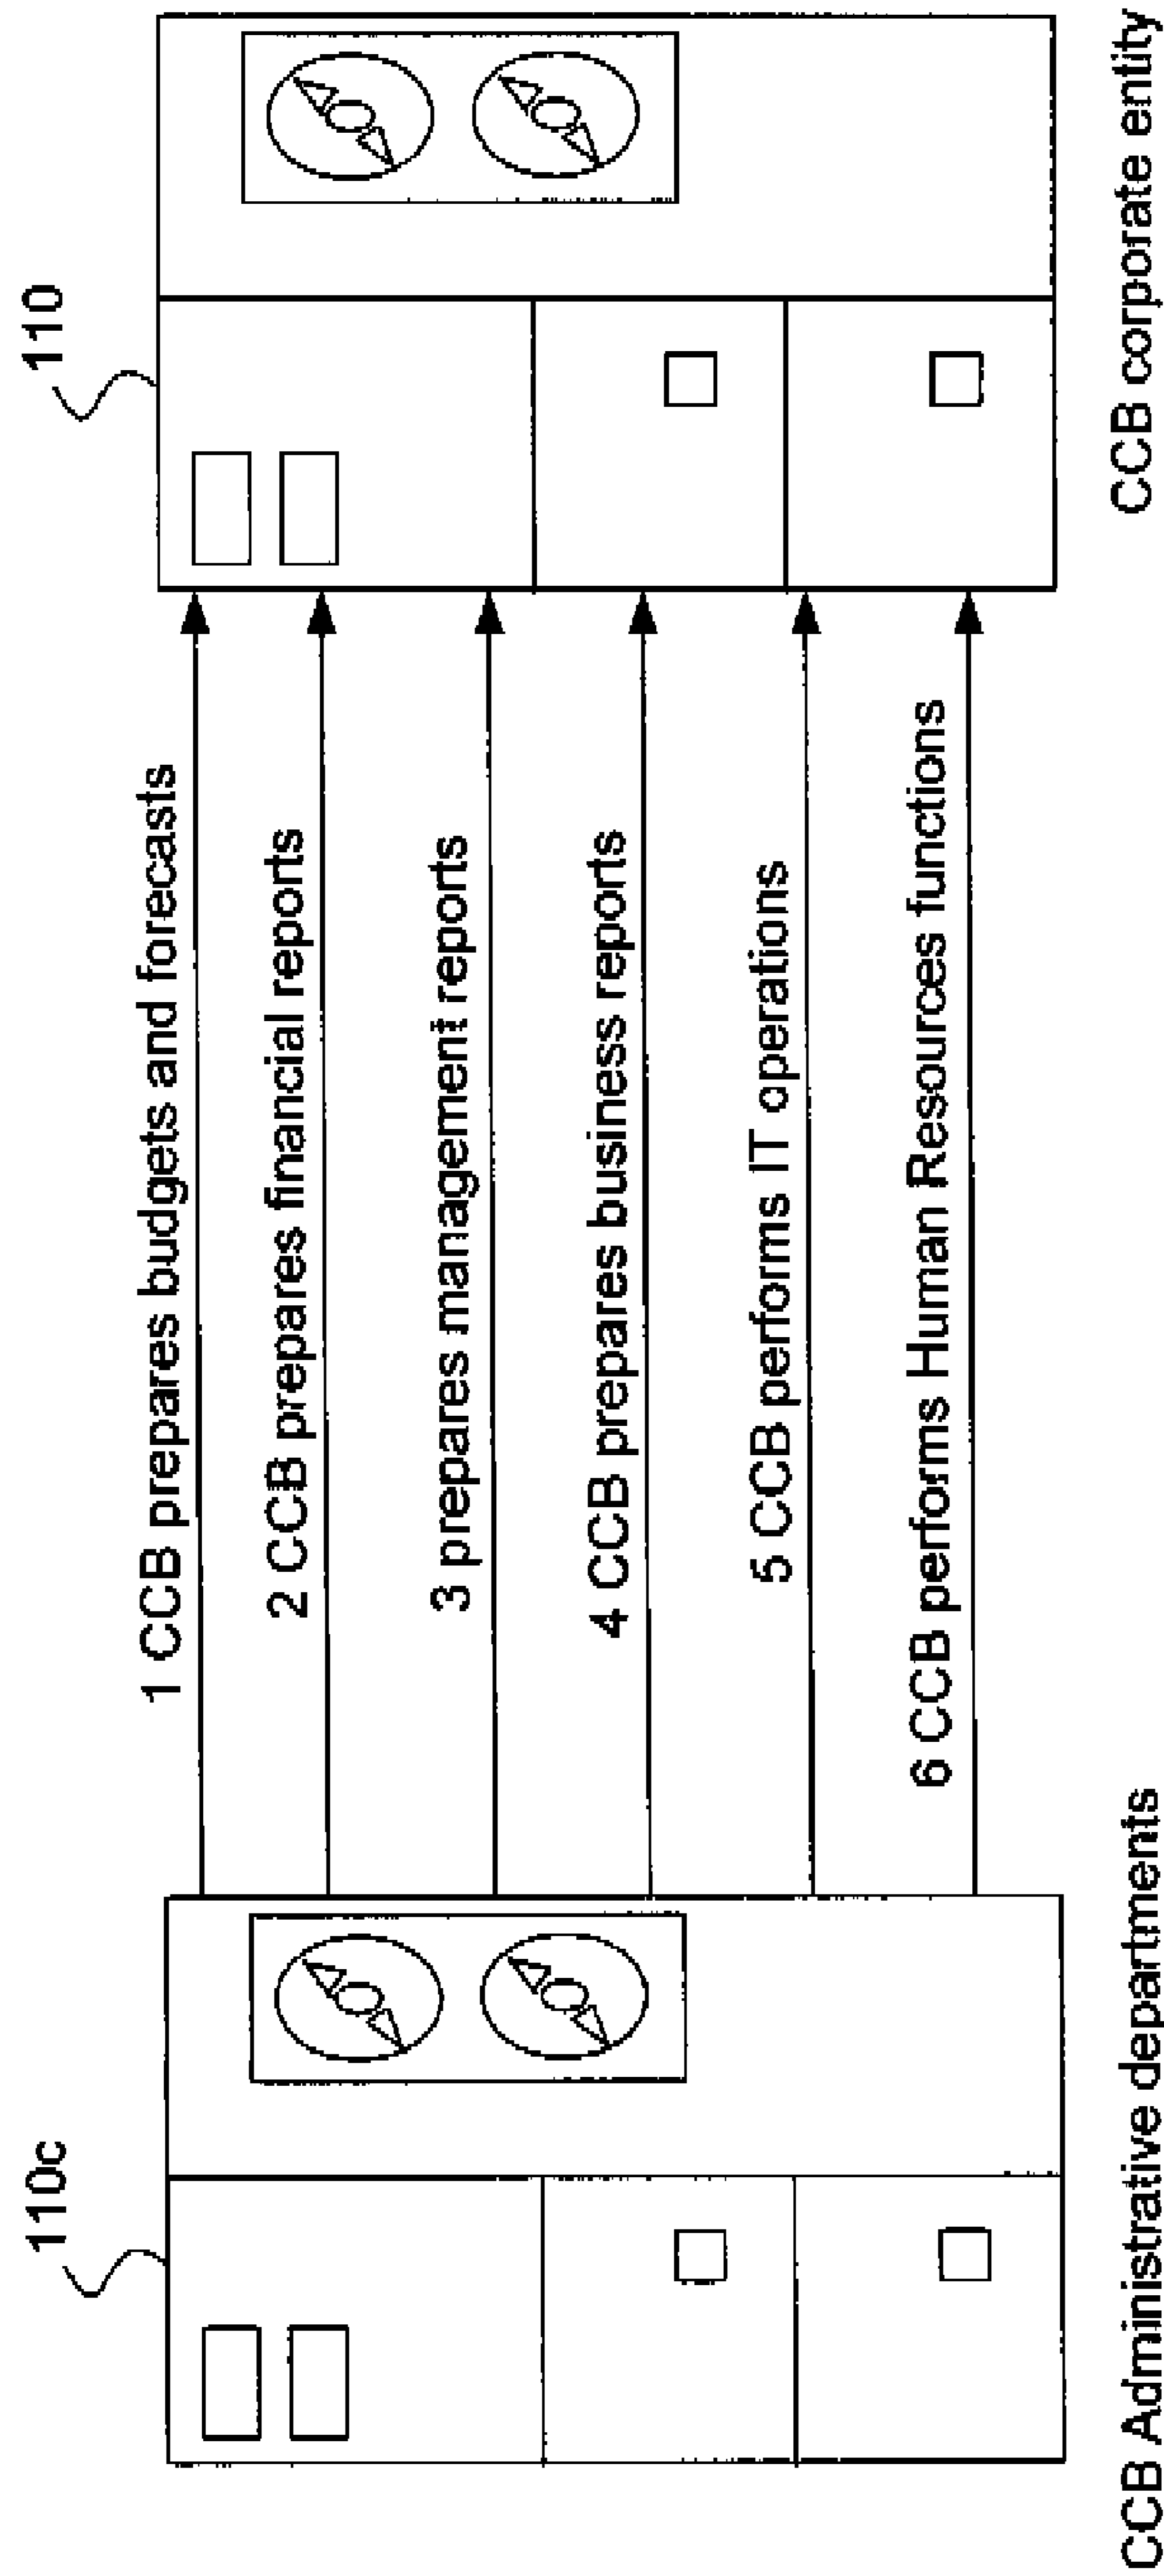 110c
110
1 CCB prepares budgets and forecasts
2 CCB prepares financial reports
3 prepares management reports
4 CCB prepares business reports
5 CCB performs IT operations
6 CCB performs Human Resources functions
CCB Administrative departments
CCB corporate entity